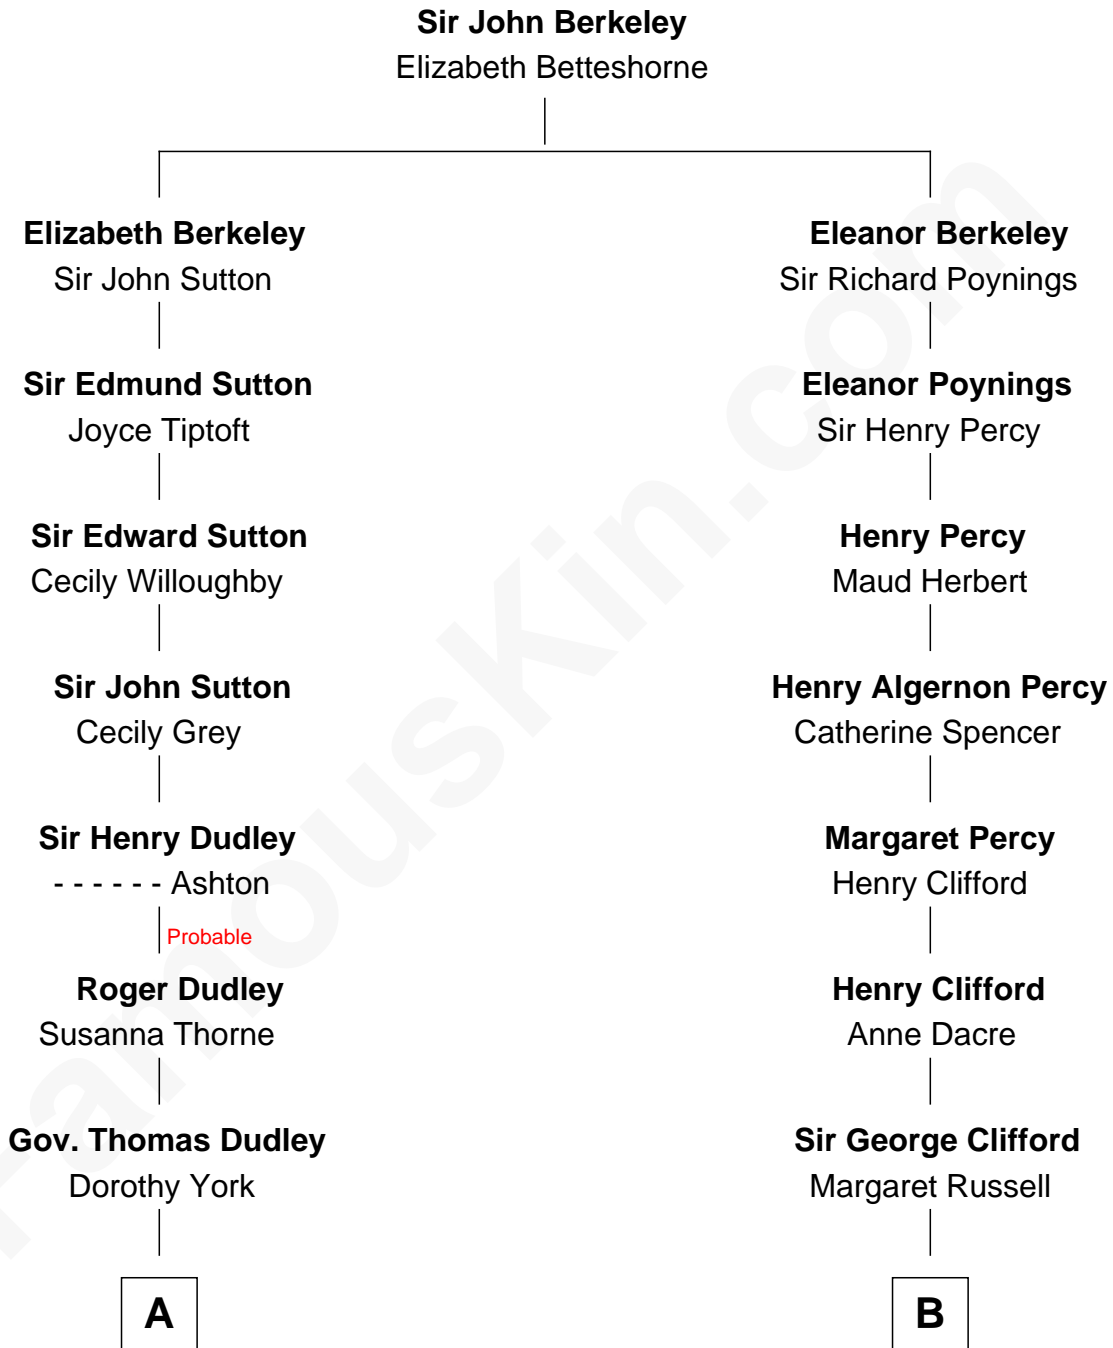 Sir John Berkeley
Elizabeth Betteshorne
Elizabeth Berkeley
Sir John Sutton
Eleanor Berkeley
Sir Richard Poynings
Sir Edmund Sutton
Joyce Tiptoft
Eleanor Poynings
Sir Henry Percy
Sir Edward Sutton
Cecily Willoughby
Henry Percy
Maud Herbert
Sir John Sutton
Cecily Grey
Henry Algernon Percy
Catherine Spencer
Sir Henry Dudley
- - - - - - Ashton
Probable
Margaret Percy
Henry Clifford
Roger Dudley
Susanna Thorne
Henry Clifford
Anne Dacre
Gov. Thomas Dudley
Dorothy York
Sir George Clifford
Margaret Russell
A
B
FamousKin.com